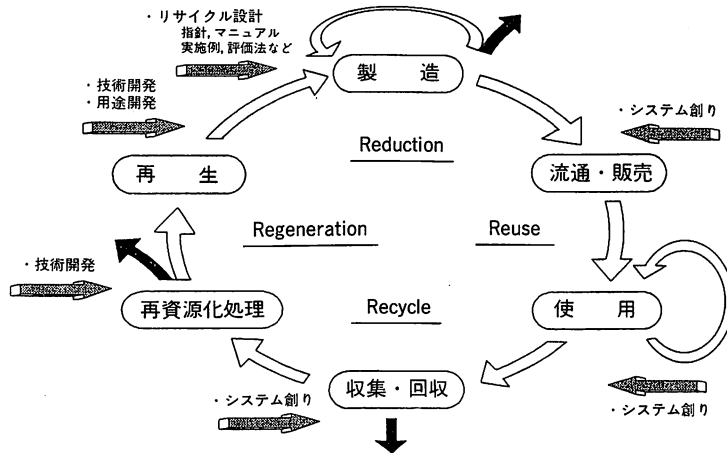 ・リサイクル設計
指針, マニュアル
実施例, 評価法など
製　造
・技術開発
・用途開発
・システム創り
Reduction
再　生
流通・販売
Regeneration
Reuse
・技術開発
再資源化処理
Recycle
使　用
収集・回収
・システム創り
・システム創り